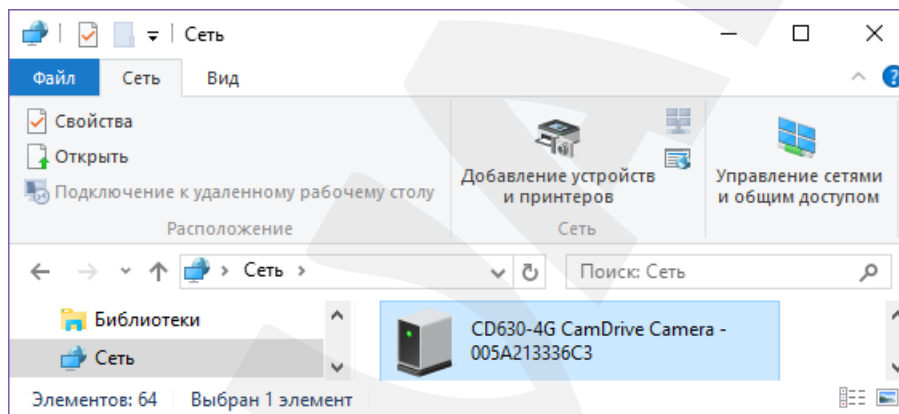 Сеть
Файл Сеть Вид
Свойства
Открыть
Подключение к удаленному рабочему столу
Расположение
Добавление устройств
и принтеров
Сеть
Управление сетями
и общим доступом
Сеть
Поиск: Сеть
Библиотеки
Сеть
CD630-4G CamDrive Camera -
005A213336C3
Элементов: 64 Выбран 1 элемент